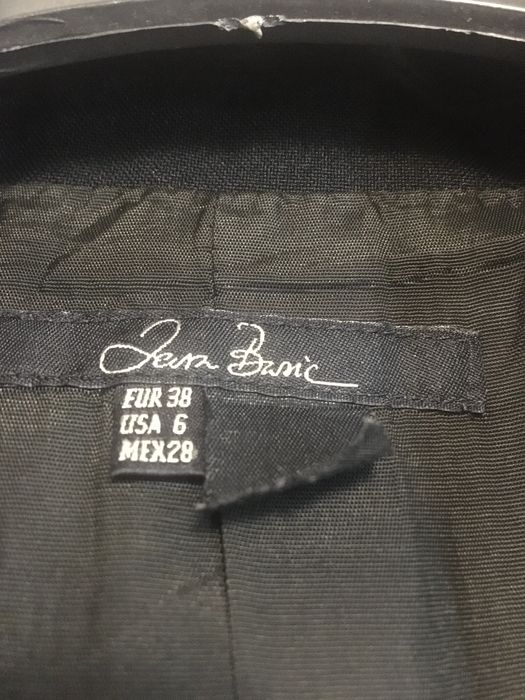 Zara Basic
EUR 38
USA 6
MEX28